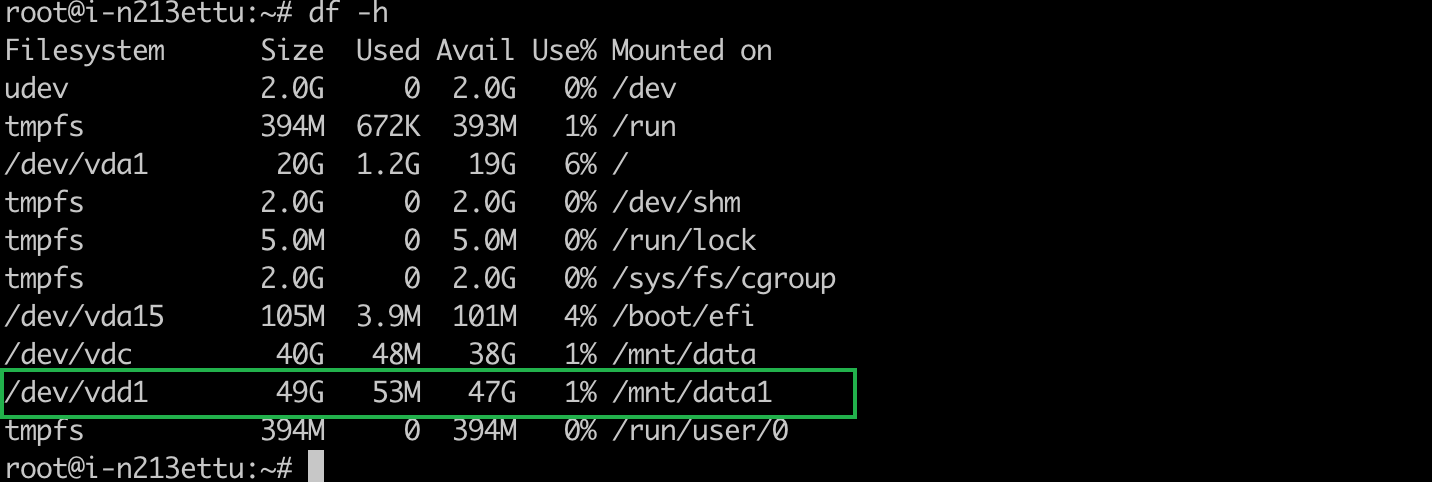 root@i-n213ettu:~# df -h
Filesystem      Size  Used Avail Use% Mounted on
udev            2.0G     0  2.0G   0% /dev
tmpfs           394M  672K  393M   1% /run
/dev/vda1        20G  1.2G   19G   6% /
tmpfs           2.0G     0  2.0G   0% /dev/shm
tmpfs           5.0M     0  5.0M   0% /run/lock
tmpfs           2.0G     0  2.0G   0% /sys/fs/cgroup
/dev/vda15      105M  3.9M  101M   4% /boot/efi
/dev/vdc         40G   48M   38G   1% /mnt/data
/dev/vdd1        49G   53M   47G   1% /mnt/data1
tmpfs           394M     0  394M   0% /run/user/0
root@i-n213ettu:~#